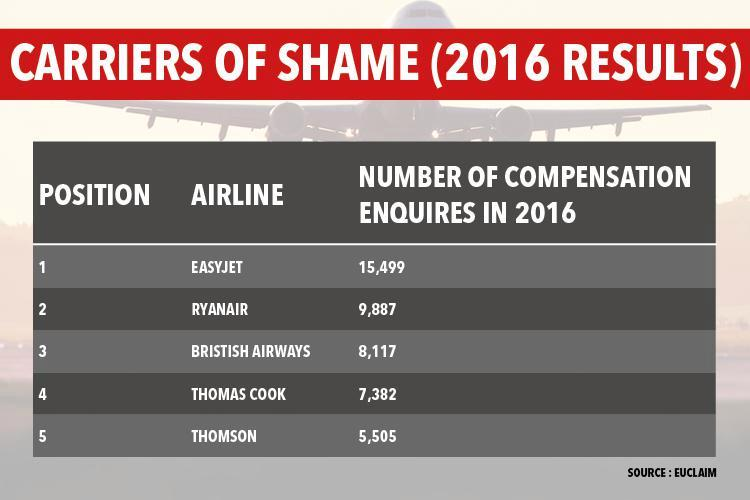 CARRIERS OF SHAME (2016 RESULTS)
POSITION AIRLINE NUMBER OF COMPENSATION
ENQUIRES IN 2016
1 EASYJET 15,499
2 RYANAIR 9,887
3 BRISTISH AIRWAYS 8,117
4 THOMAS COOK 7,382
5 THOMSON 5,505
SOURCE : EUCLAIM